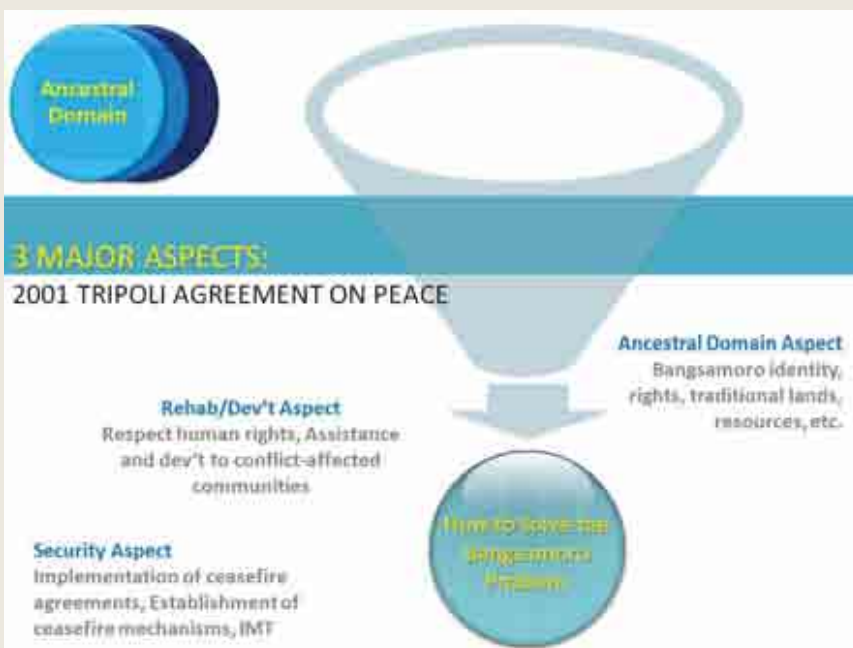 Ancestral
Domain
3 MAJOR ASPECTS:
2001 TRIPOLI AGREEMENT ON PEACE
Ancestral Domain Aspect
Bangsamoro identity,
rights, traditional lands,
resources, etc.
Rehab/Dev't Aspect
Respect human rights, Assistance
and dev't to conflict-affected
communities
Security Aspect
Implementation of ceasefire
agreements, Establishment of
ceasefire mechanisms, IMT
How to Solve the
Bangsamoro
Problem